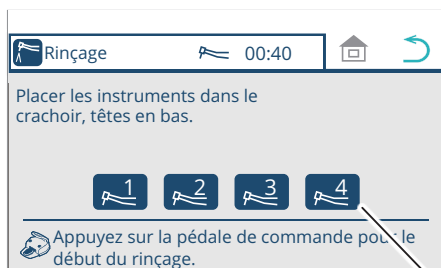 Rinçage 00:40
Placer les instruments dans le
crachoir, têtes en bas.
1 2 3 4
Appuyez sur la pédale de commande pour le
début du rinçage.